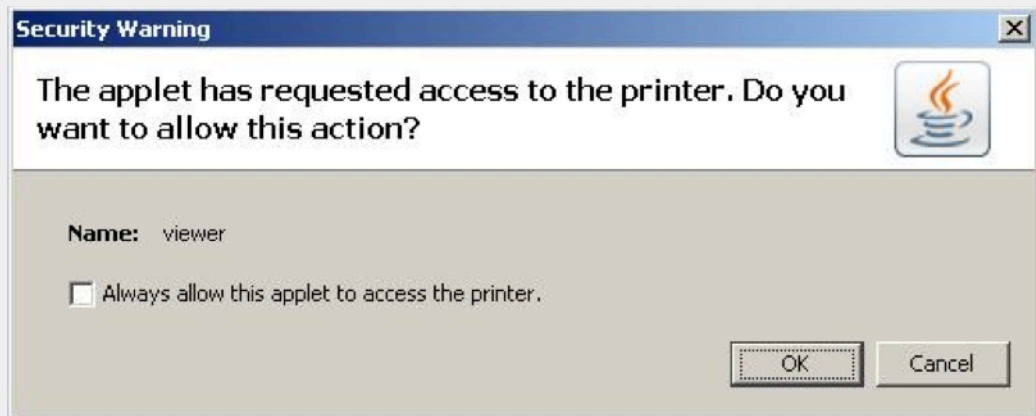 Security Warning
The applet has requested access to the printer. Do you
want to allow this action?
Name: viewer
Always allow this applet to access the printer.
OK Cancel